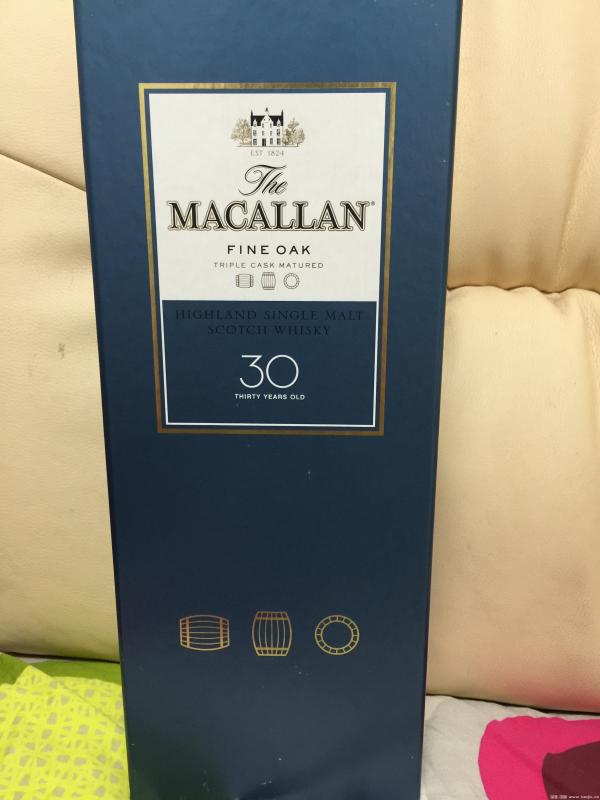 EST. 1824
The
MACALLAN®
FINE OAK
TRIPLE CASK MATURED
HIGHLAND SINGLE MALT
SCOTCH WHISKY
30
THIRTY YEARS OLD